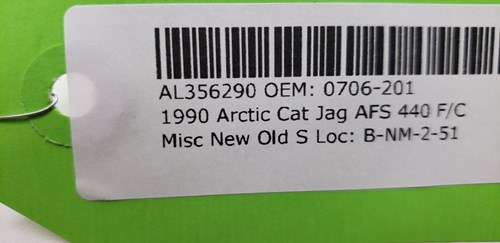 AL356290 OEM: 0706-201
1990 Arctic Cat Jag AFS 440 F/C
Misc New Old S Loc: B-NM-2-51